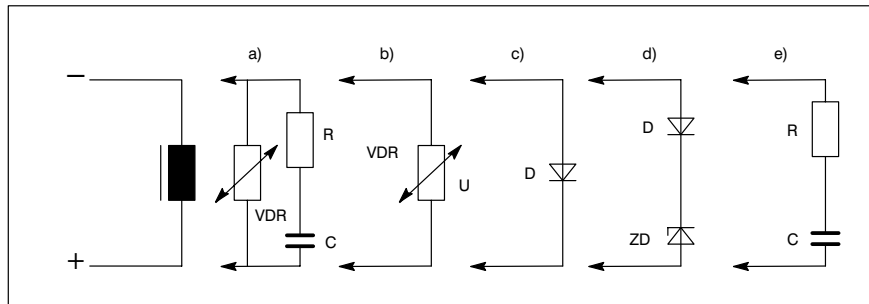 a) b) c) d) e)
−
R D R
VDR
D U
VDR
C ZD C
+